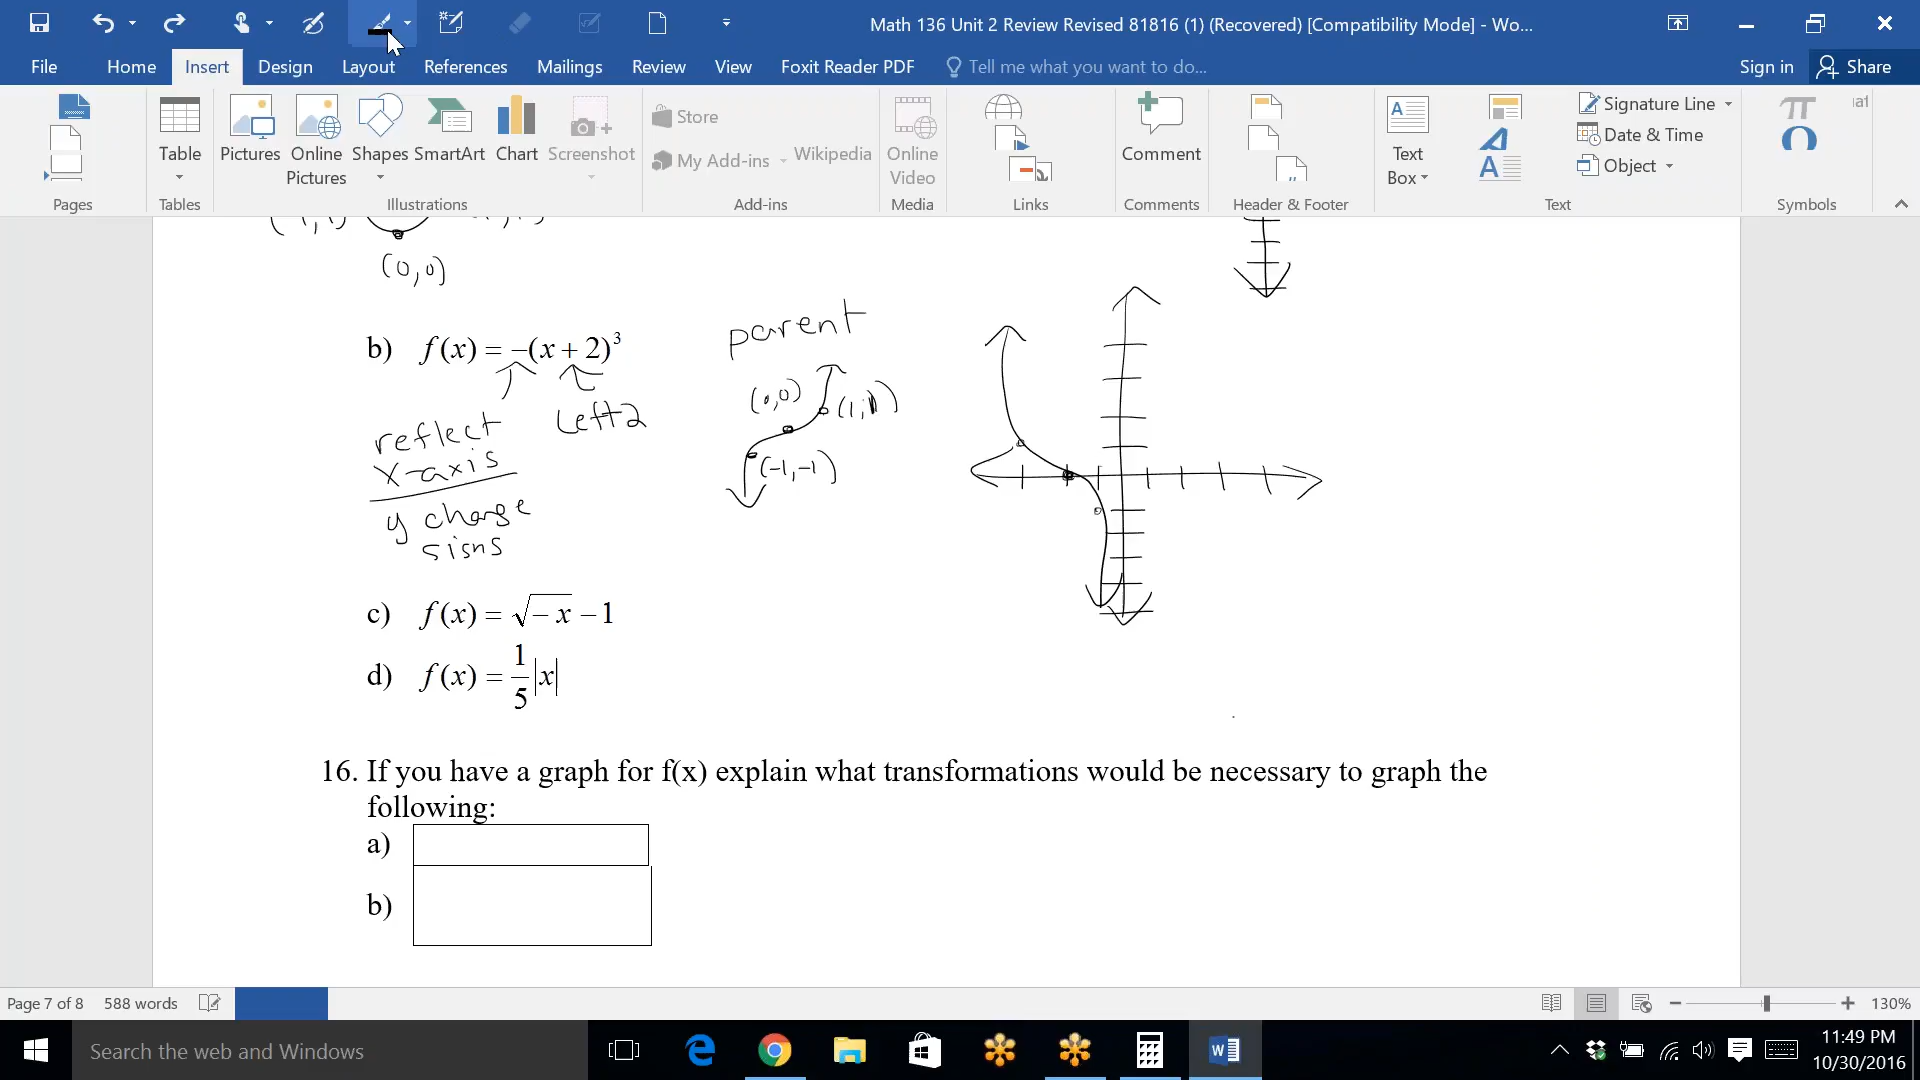 Math 136 Unit 2 Review Revised 81816 (1) (Recovered) [Compatibility Mode] - Wo...
File Home Insert Design Layout References Mailings Review View Foxit Reader PDF Tell me what you want to do... Sign in Share
Table
Pictures
Online Pictures
Shapes
SmartArt
Chart
Screenshot
Store
My Add-ins
Wikipedia
Online Video
Comment
Text Box
Signature Line
Date & Time
Object
Pages Tables Illustrations Add-ins Media Links Comments Header & Footer Text Symbols
(0,0)
b) f(x) = -(x + 2)³
reflect
x-axis
y change
signs
Left 2
parent
(0,0)
(1,1)
(-1,-1)
c) f(x) = √-x - 1
d) f(x) = 1/5 |x|
16. If you have a graph for f(x) explain what transformations would be necessary to graph the
following:
a)
b)
Page 7 of 8 588 words 130%
Search the web and Windows
11:49 PM
10/30/2016